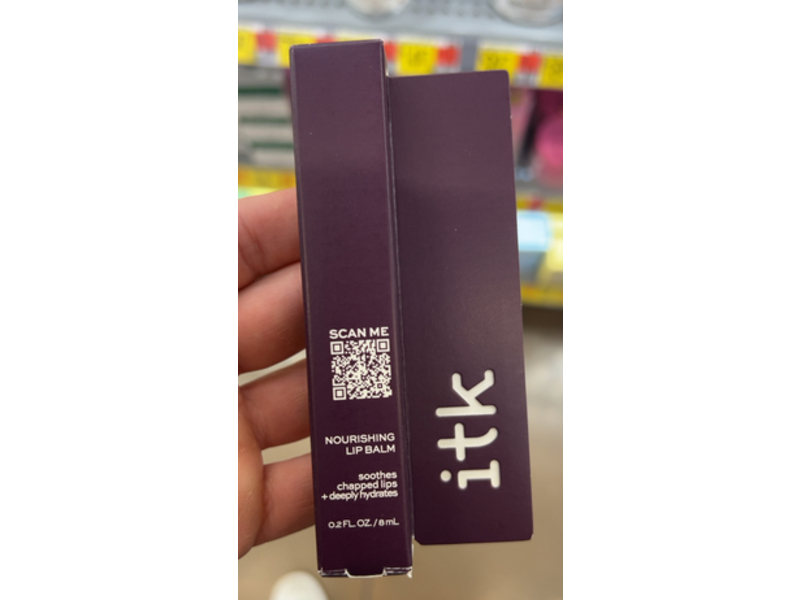 SCAN ME
NOURISHING
LIP BALM
soothes
chapped lips
+ deeply hydrates
0.2 FL. OZ. / 8 mL
itk